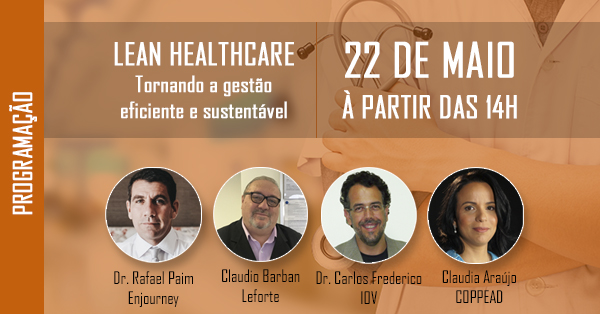 PROGRAMAÇÃO
LEAN HEALTHCARE
Tornando a gestão
eficiente e sustentável
22 DE MAIO
À PARTIR DAS 14H
Dr. Rafael Paim
Enjourney
Claudio Barban
Leforte
Dr. Carlos Frederico
IOV
Claudia Araújo
COPPEAD